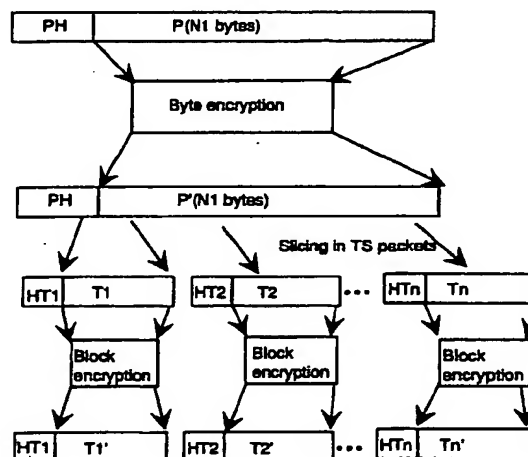 PH P(N1 bytes)
Byte encryption
PH P'(N1 bytes)
Slicing in TS packets
HT1 T1 HT2 T2 ... HTn Tn
Block encryption Block encryption Block encryption
HT1 T1' HT2 T2' ... HTn Tn'